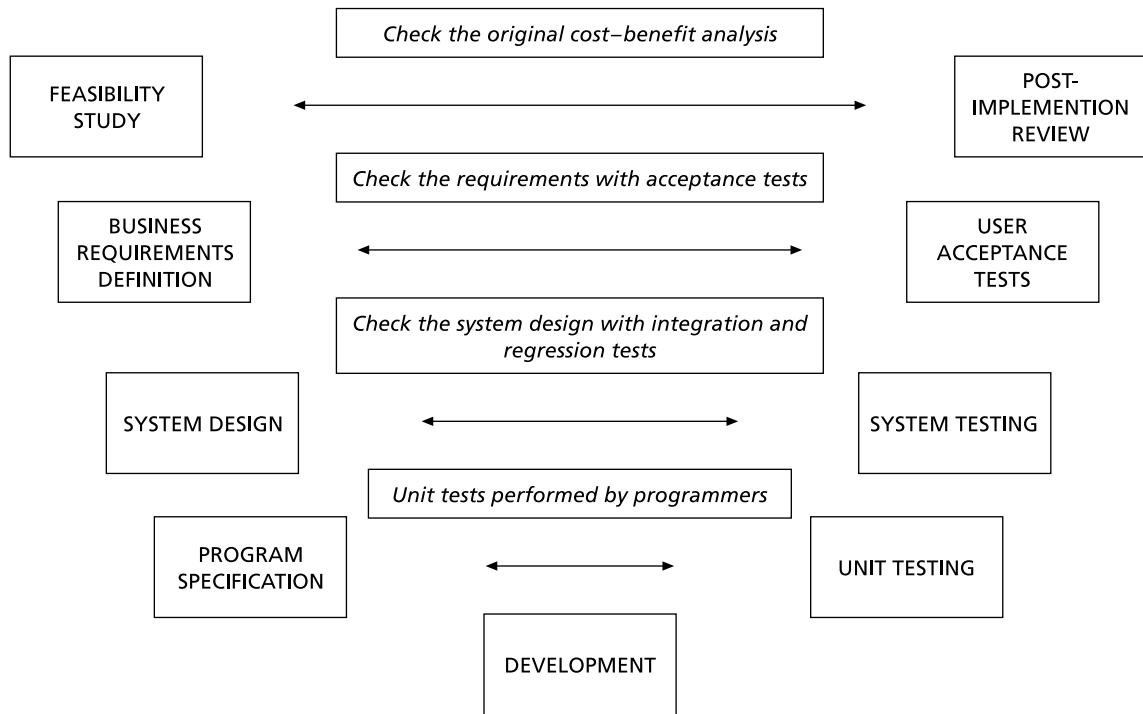 Check the original cost–benefit analysis
FEASIBILITY
STUDY
POST-
IMPLEMENTION
REVIEW
Check the requirements with acceptance tests
BUSINESS
REQUIREMENTS
DEFINITION
USER
ACCEPTANCE
TESTS
Check the system design with integration and
regression tests
SYSTEM DESIGN
SYSTEM TESTING
Unit tests performed by programmers
PROGRAM
SPECIFICATION
UNIT TESTING
DEVELOPMENT